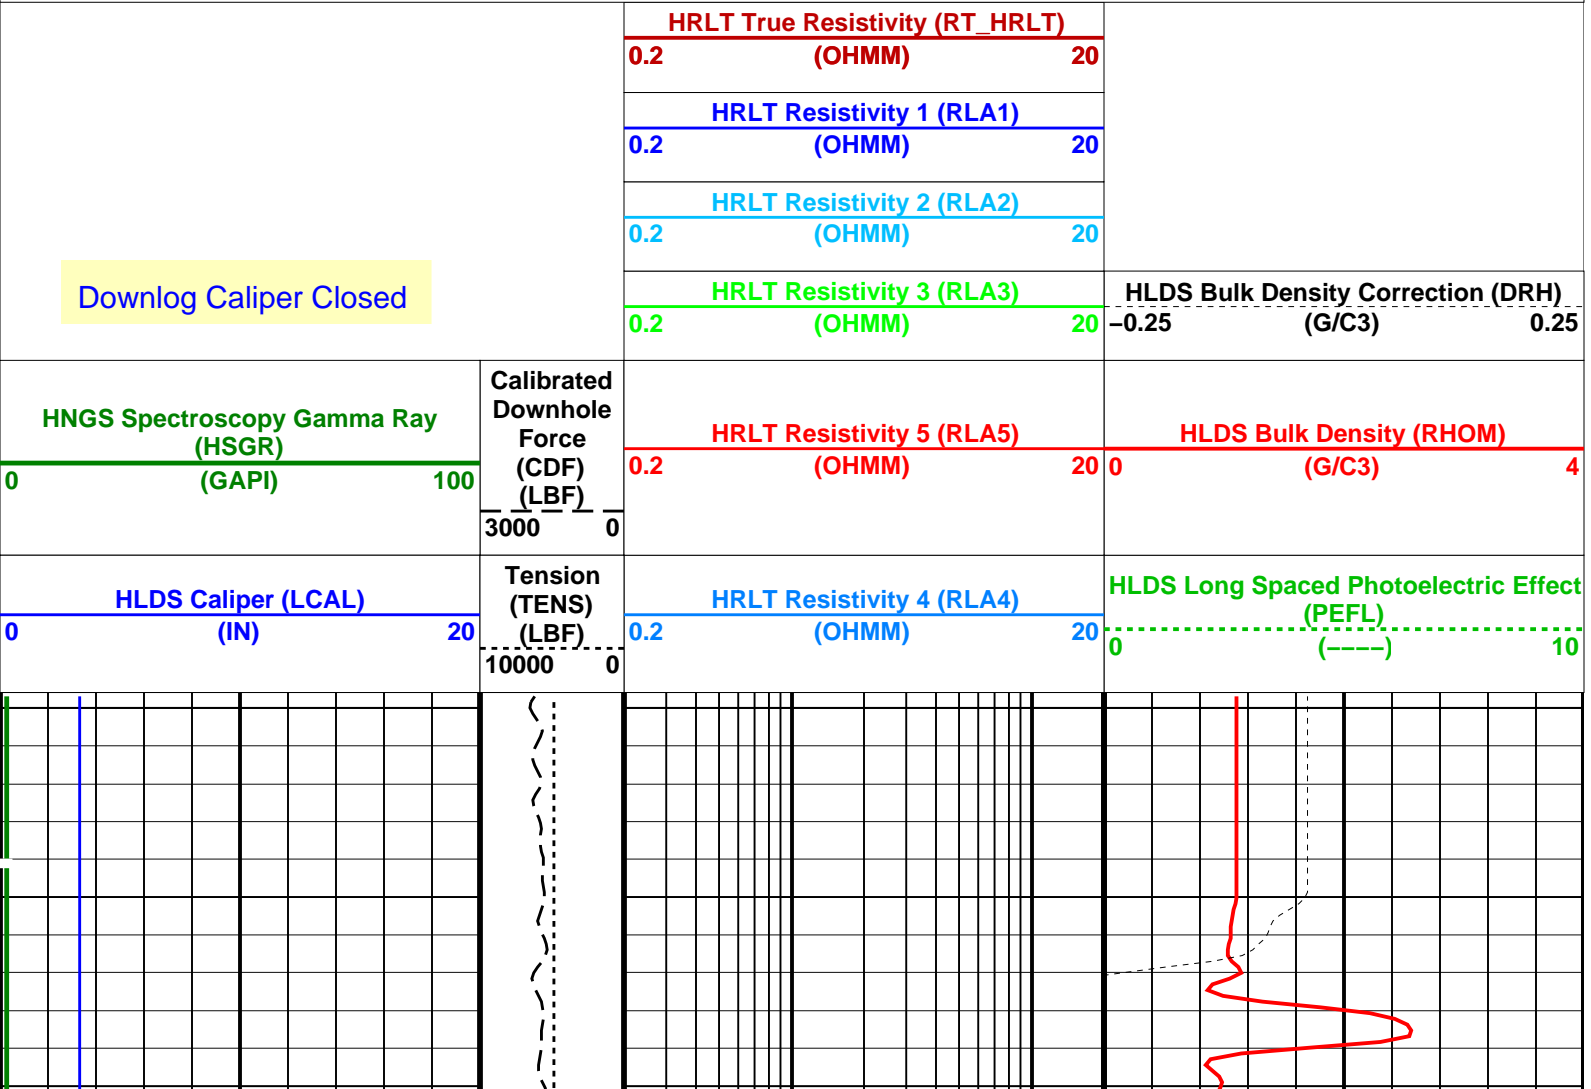 HRLT True Resistivity (RT_HRLT)
0.2 (OHMM) 20
HRLT Resistivity 1 (RLA1)
0.2 (OHMM) 20
HRLT Resistivity 2 (RLA2)
0.2 (OHMM) 20
Downlog Caliper Closed
HRLT Resistivity 3 (RLA3)
0.2 (OHMM) 20
HLDS Bulk Density Correction (DRH)
−0.25 (G/C3) 0.25
HNGS Spectroscopy Gamma Ray
(HSGR)
0 (GAPI) 100
Calibrated
Downhole
Force
(CDF)
(LBF)
3000 0
HRLT Resistivity 5 (RLA5)
0.2 (OHMM) 20
HLDS Bulk Density (RHOM)
0 (G/C3) 4
HLDS Caliper (LCAL)
0 (IN) 20
Tension
(TENS)
(LBF)
10000 0
HRLT Resistivity 4 (RLA4)
0.2 (OHMM) 20
HLDS Long Spaced Photoelectric Effect
(PEFL)
0 (−−−−) 10